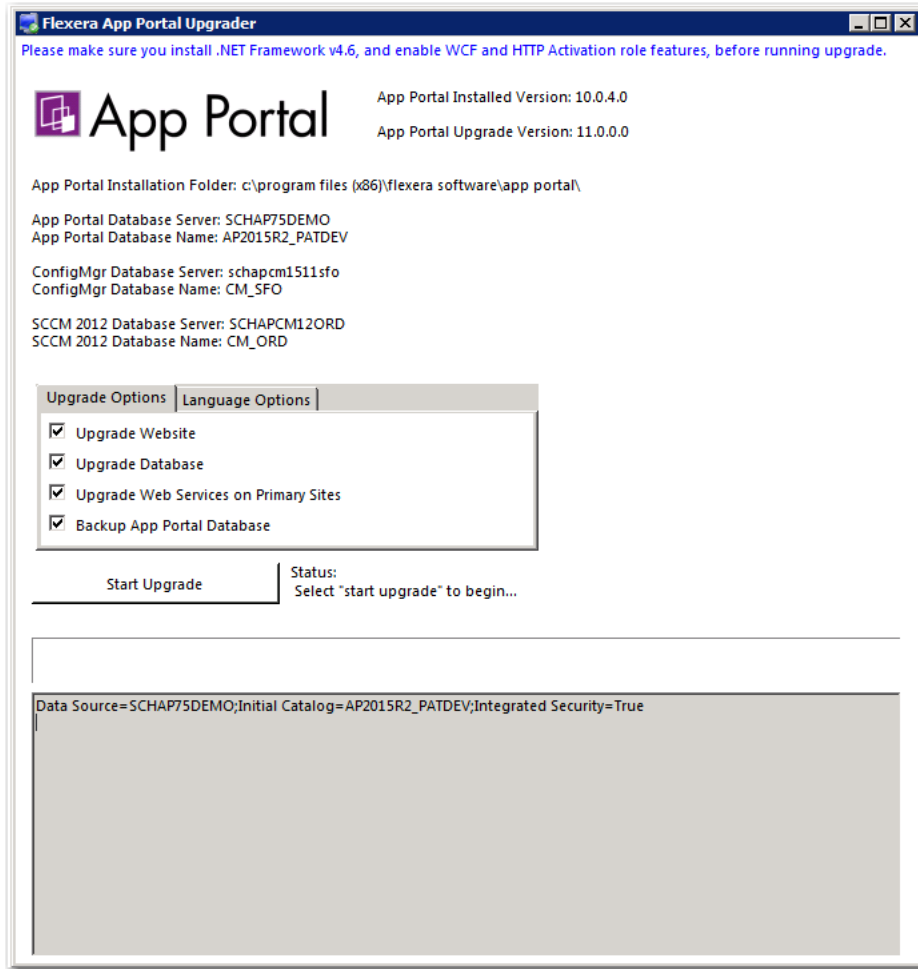 Flexera App Portal Upgrader
Please make sure you install .NET Framework v4.6, and enable WCF and HTTP Activation role features, before running upgrade.
App Portal
App Portal Installed Version: 10.0.4.0
App Portal Upgrade Version: 11.0.0.0
App Portal Installation Folder: c:\program files (x86)\flexera software\app portal\
App Portal Database Server: SCHAP75DEMO
App Portal Database Name: AP2015R2_PATDEV
ConfigMgr Database Server: schapcm1511sfo
ConfigMgr Database Name: CM_SFO
SCCM 2012 Database Server: SCHAPCM12ORD
SCCM 2012 Database Name: CM_ORD
Upgrade Options Language Options
Upgrade Website
Upgrade Database
Upgrade Web Services on Primary Sites
Backup App Portal Database
Start Upgrade
Status:
Select "start upgrade" to begin...
Data Source=SCHAP75DEMO;Initial Catalog=AP2015R2_PATDEV;Integrated Security=True